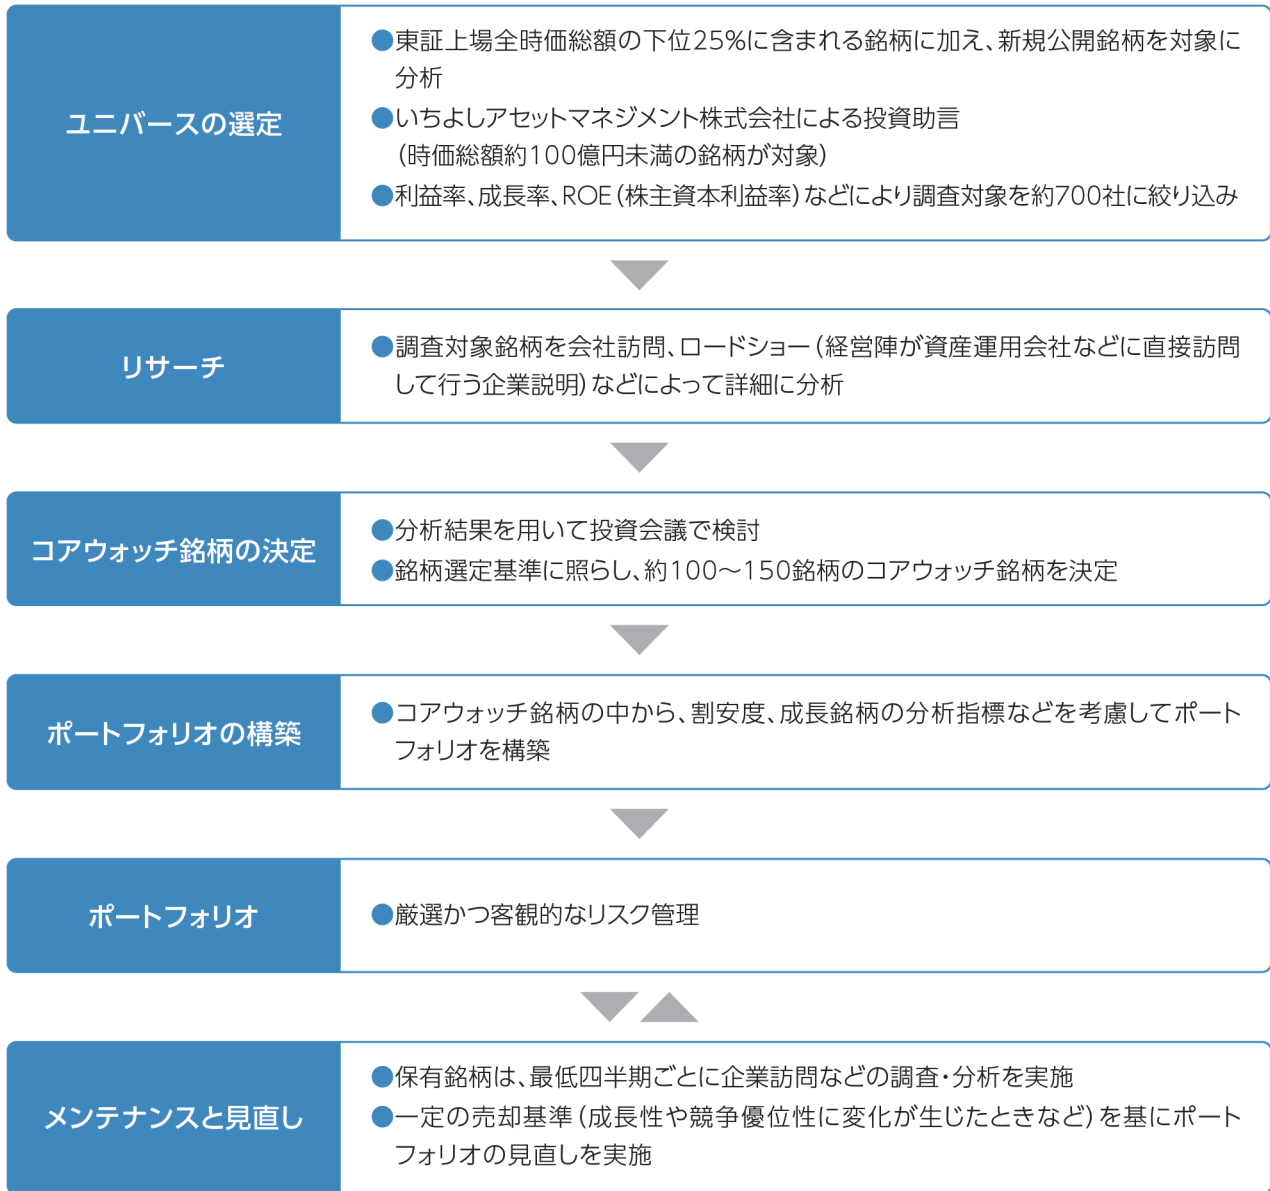 ユニバースの選定
●東証上場全時価総額の下位25%に含まれる銘柄に加え、新規公開銘柄を対象に
分析
●いちよしアセットマネジメント株式会社による投資助言
(時価総額約100億円未満の銘柄が対象)
●利益率、成長率、ROE(株主資本利益率)などにより調査対象を約700社に絞り込み
リサーチ
●調査対象銘柄を会社訪問、ロードショー(経営陣が資産運用会社などに直接訪問
して行う企業説明)などによって詳細に分析
コアウォッチ銘柄の決定
●分析結果を用いて投資会議で検討
●銘柄選定基準に照らし、約100～150銘柄のコアウォッチ銘柄を決定
ポートフォリオの構築
●コアウォッチ銘柄の中から、割安度、成長銘柄の分析指標などを考慮してポート
フォリオを構築
ポートフォリオ
●厳選かつ客観的なリスク管理
メンテナンスと見直し
●保有銘柄は、最低四半期ごとに企業訪問などの調査・分析を実施
●一定の売却基準(成長性や競争優位性に変化が生じたときなど)を基にポート
フォリオの見直しを実施